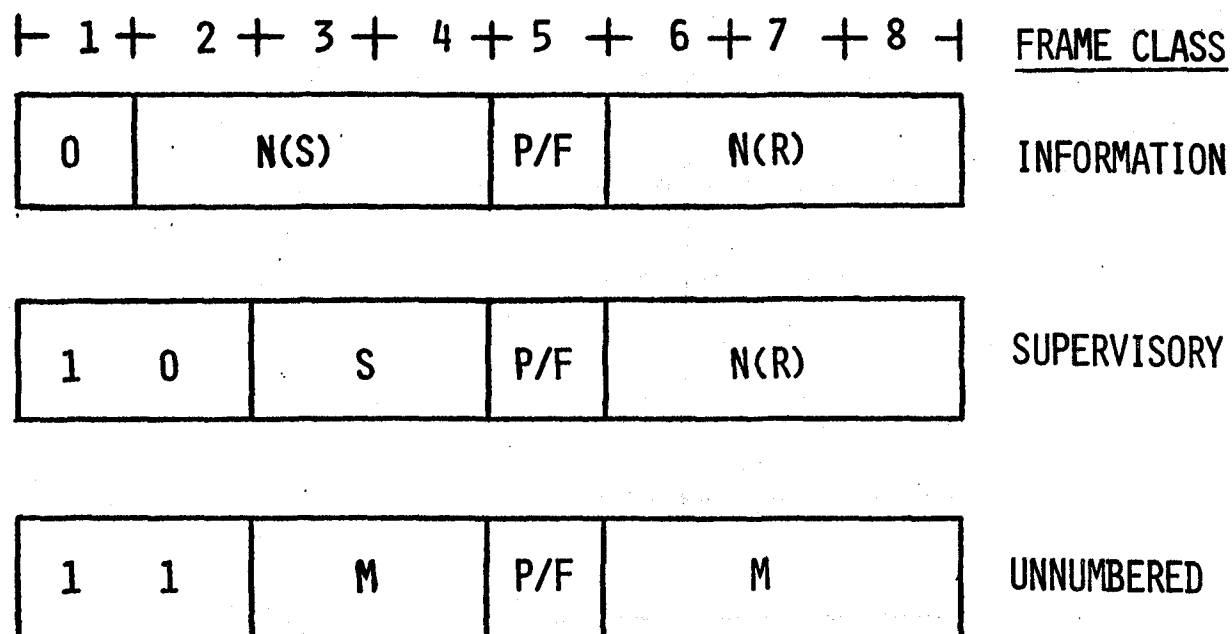 1 2 3 4 5 6 7 8 FRAME CLASS
0 N(S) P/F N(R) INFORMATION
1 0 S P/F N(R) SUPERVISORY
1 1 M P/F M UNNUMBERED